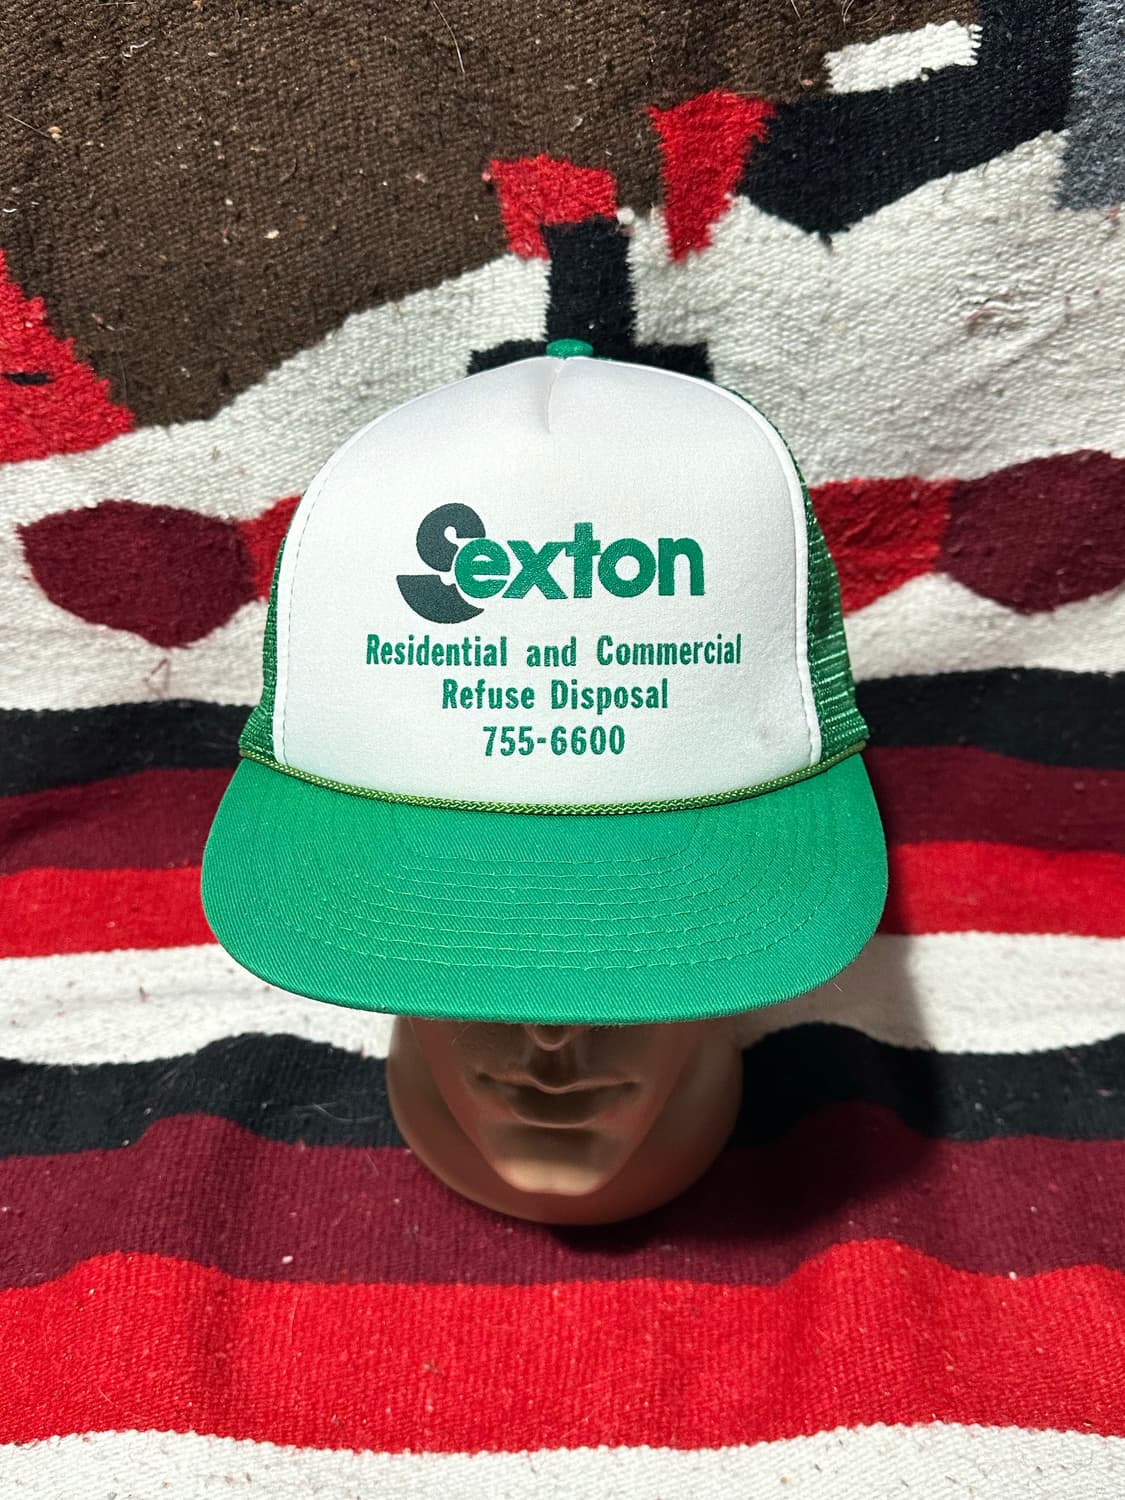 Sexton
Residential and Commercial
Refuse Disposal
755-6600